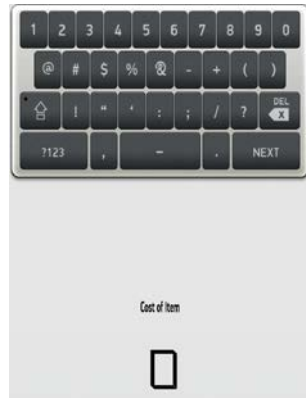 1 2 3 4 5 6 7 8 9 0
@ # $ % & - + ( )
! " ' : ; / ? DEL X
?123 , - . NEXT
Cost of Item